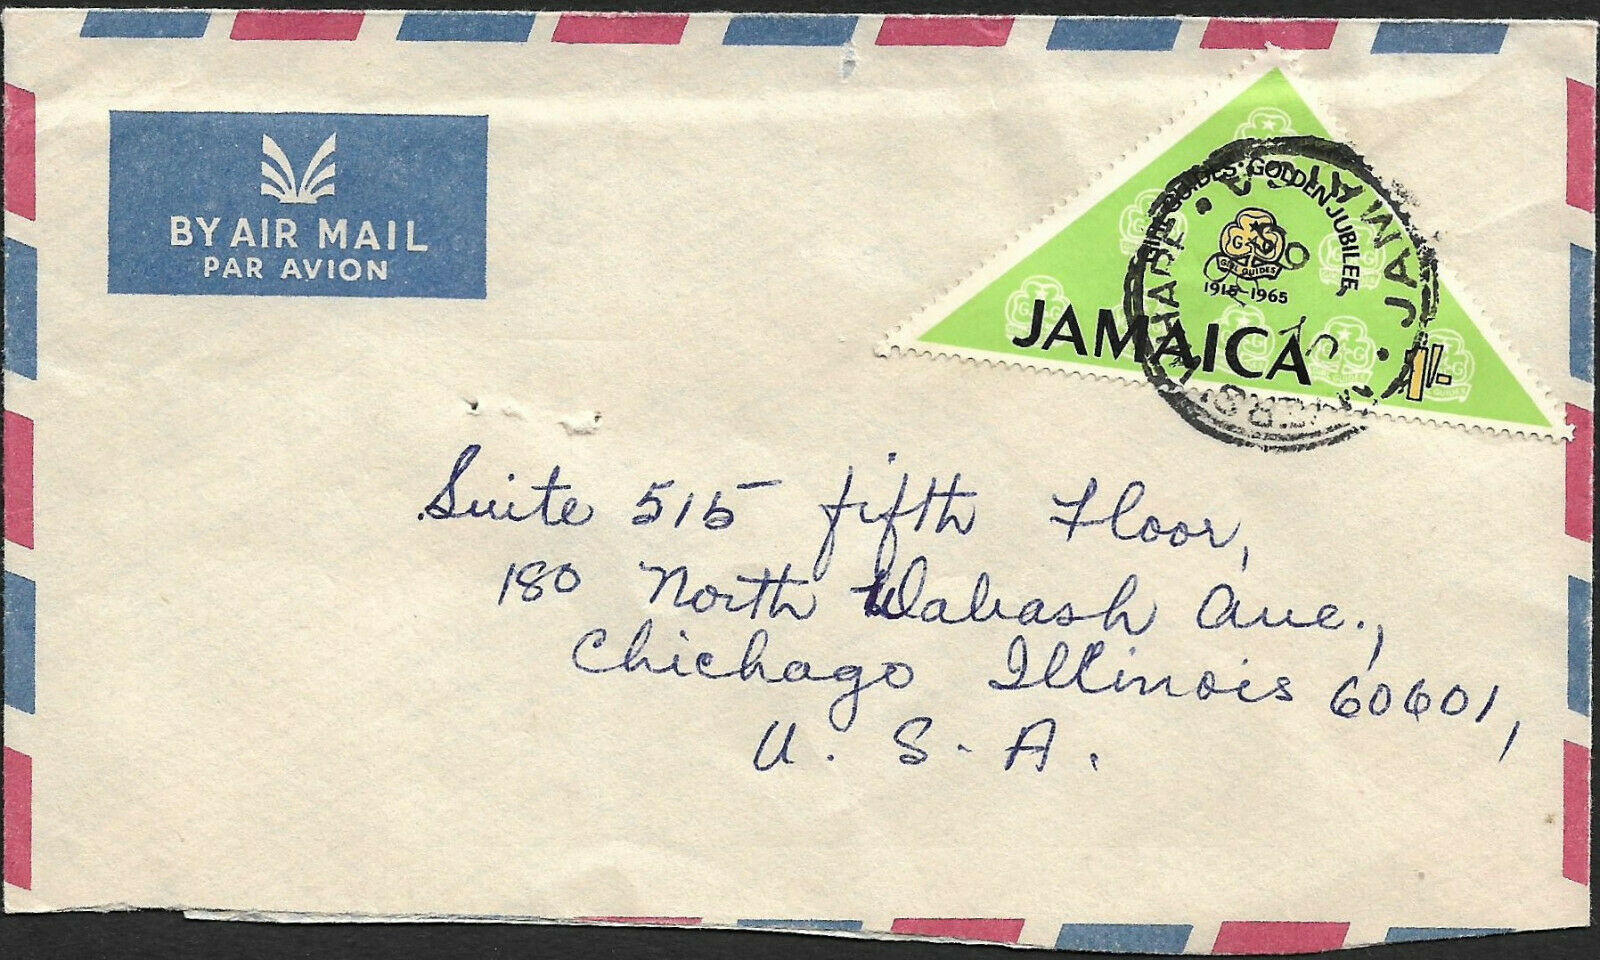 BY AIR MAIL
PAR AVION
GIRL GUIDES · GOLDEN JUBILEE
GIRL GUIDES
1915-1965
JAMAICA
1/-
JAMAICA
Suite 515 fifth Floor,
180 North Wabash Ave.,
Chichago Illinois 60601,
U. S. A.